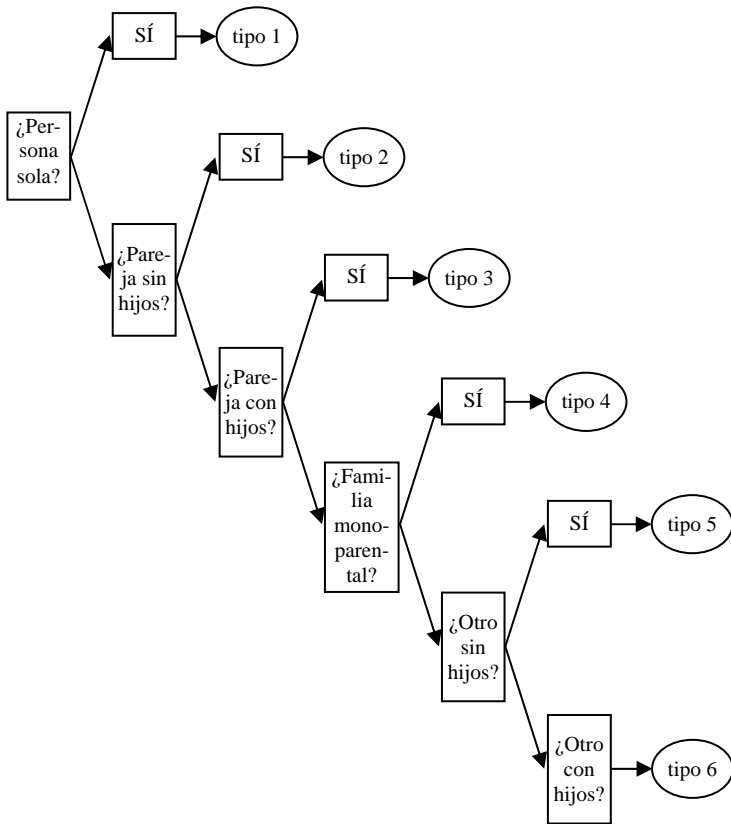 SÍ
tipo 1
¿Per-
sona
sola?
SÍ
tipo 2
¿Pare-
ja sin
hijos?
SÍ
tipo 3
¿Pare-
ja con
hijos?
SÍ
tipo 4
¿Fami-
lia
mono-
paren-
tal?
SÍ
tipo 5
¿Otro
sin
hijos?
¿Otro
con
hijos?
tipo 6